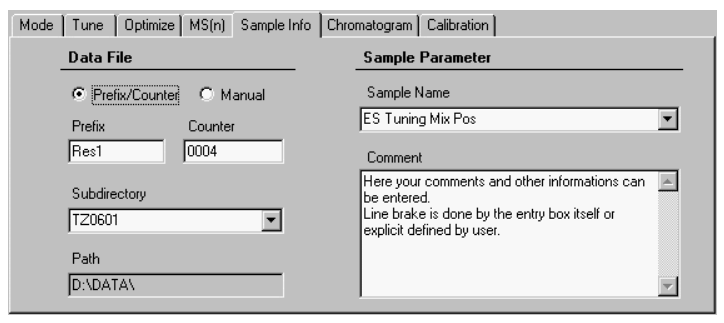 Mode Tune Optimize MS(n) Sample Info Chromatogram Calibration
Data File
Prefix/Counter Manual
Prefix Counter
Res1 0004
Subdirectory
TZ0601
Path
D:\DATA\
Sample Parameter
Sample Name
ES Tuning Mix Pos
Comment
Here your comments and other informations can
be entered.
Line brake is done by the entry box itself or
explicit defined by user.